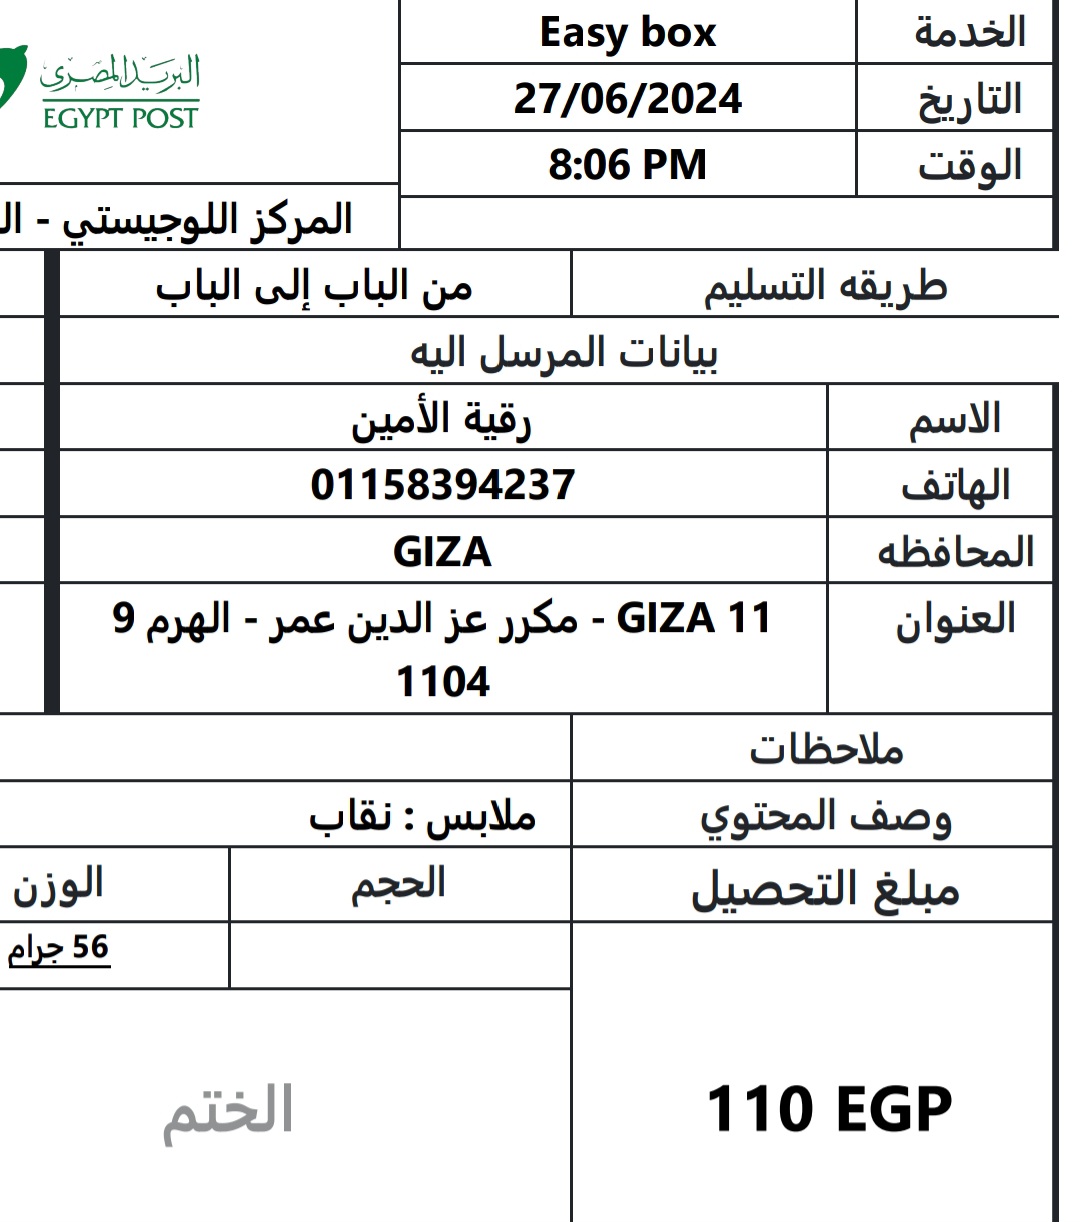 البريد المصرى
EGYPT POST
الخدمة Easy box
التاريخ 27/06/2024
الوقت 8:06 PM
المركز اللوجيستي - ال
طريقه التسليم من الباب إلى الباب
بيانات المرسل اليه
الاسم رقية الأمين
الهاتف 01158394237
المحافظه GIZA
العنوان GIZA 11 - مكرر عز الدين عمر - الهرم 9
1104
ملاحظات
وصف المحتوي ملابس : نقاب
مبلغ التحصيل الحجم الوزن
56 جرام
110 EGP
الختم